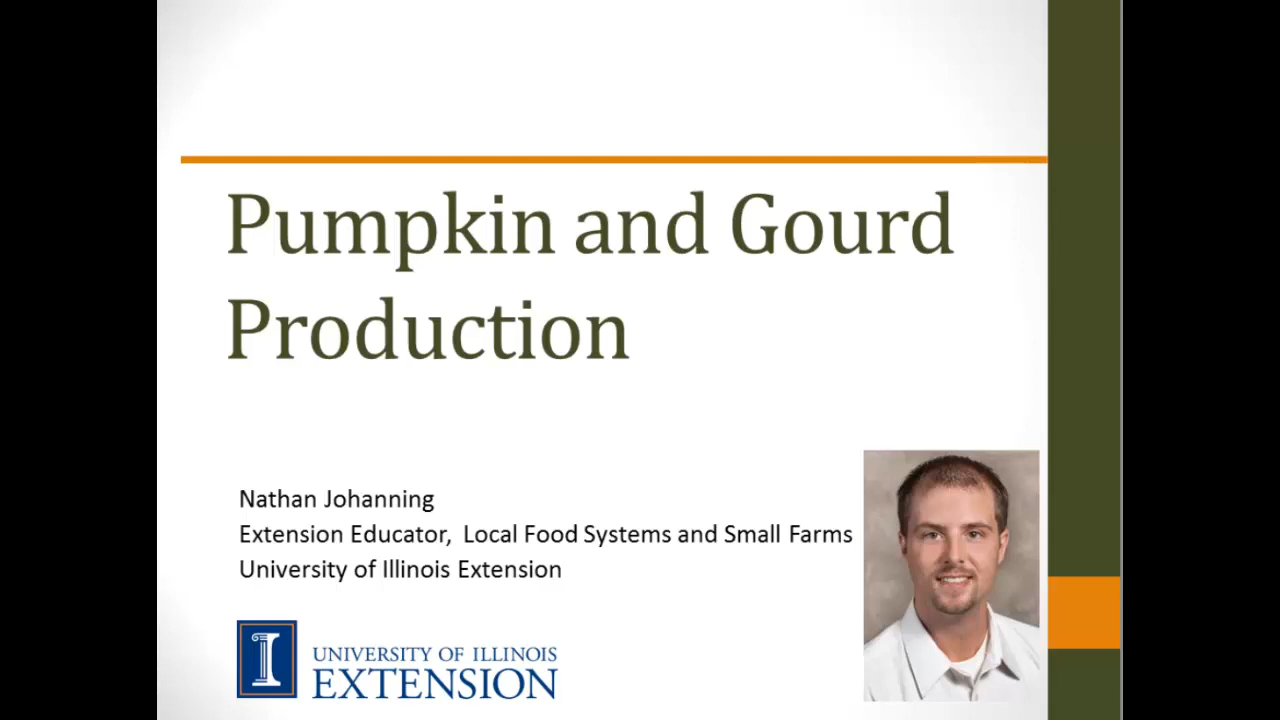 Pumpkin and Gourd
Production
Nathan Johanning
Extension Educator, Local Food Systems and Small Farms
University of Illinois Extension
I
UNIVERSITY OF ILLINOIS
EXTENSION